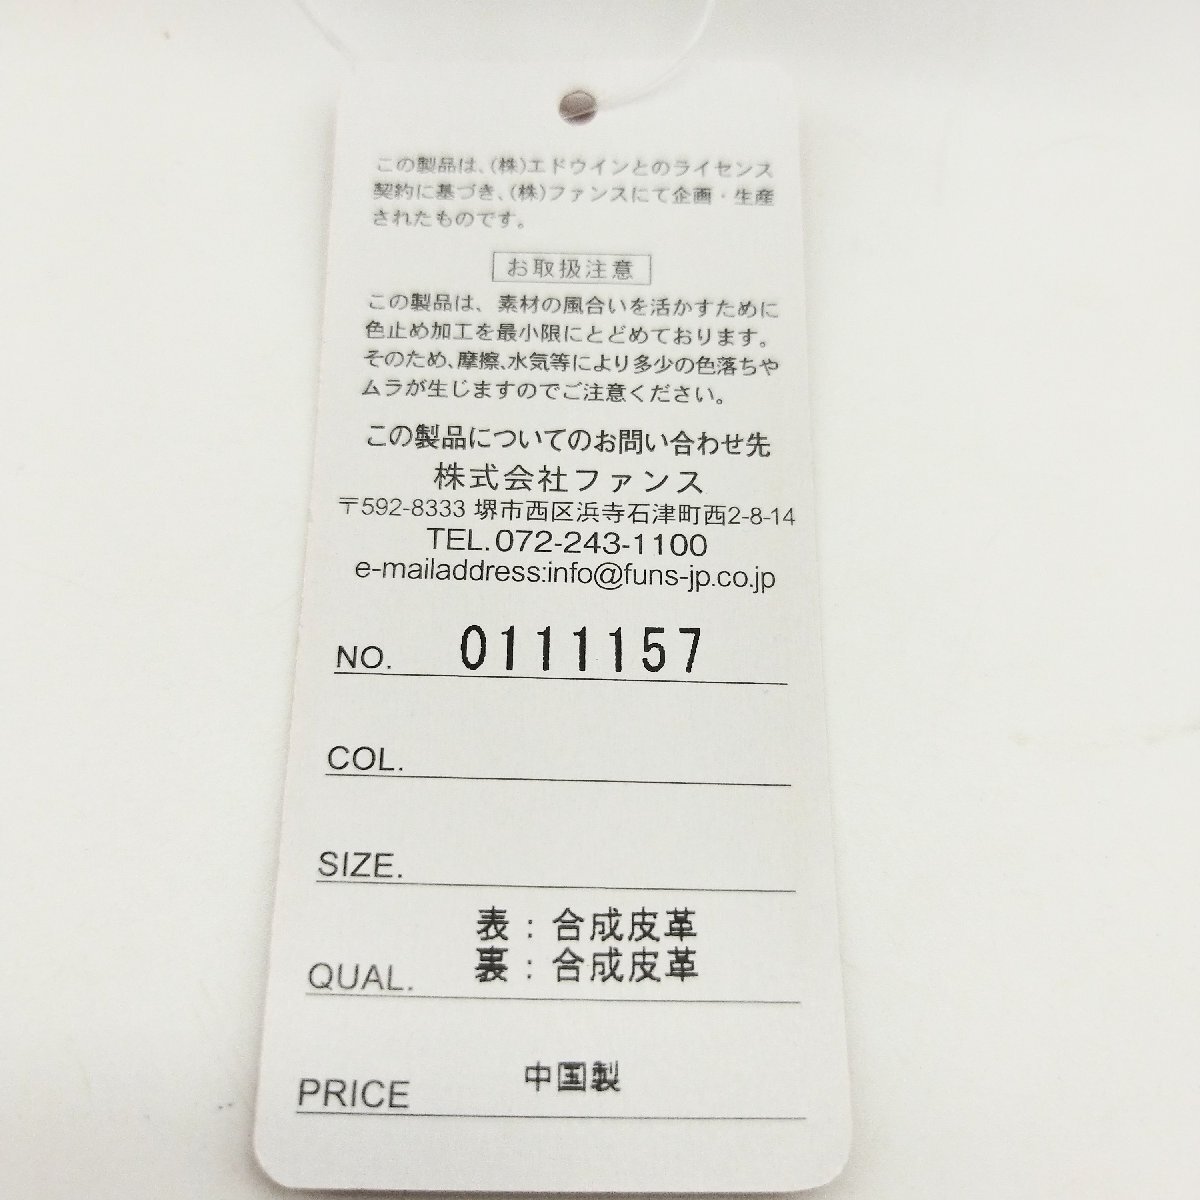 この製品は、(株)エドウインとのライセンス
契約に基づき、(株)ファンスにて企画・生産
されたものです。
お取扱注意
この製品は、素材の風合いを活かすために
色止め加工を最小限にとどめております。
そのため、摩擦、水気等により多少の色落ちや
ムラが生じますのでご注意ください。
この製品についてのお問い合わせ先
株式会社ファンス
〒592-8333 堺市西区浜寺石津町西2-8-14
TEL.072-243-1100
e-mailaddress:info@funs-jp.co.jp
NO. 0111157
COL.
SIZE.
表：合成皮革
QUAL. 裏：合成皮革
PRICE 中国製